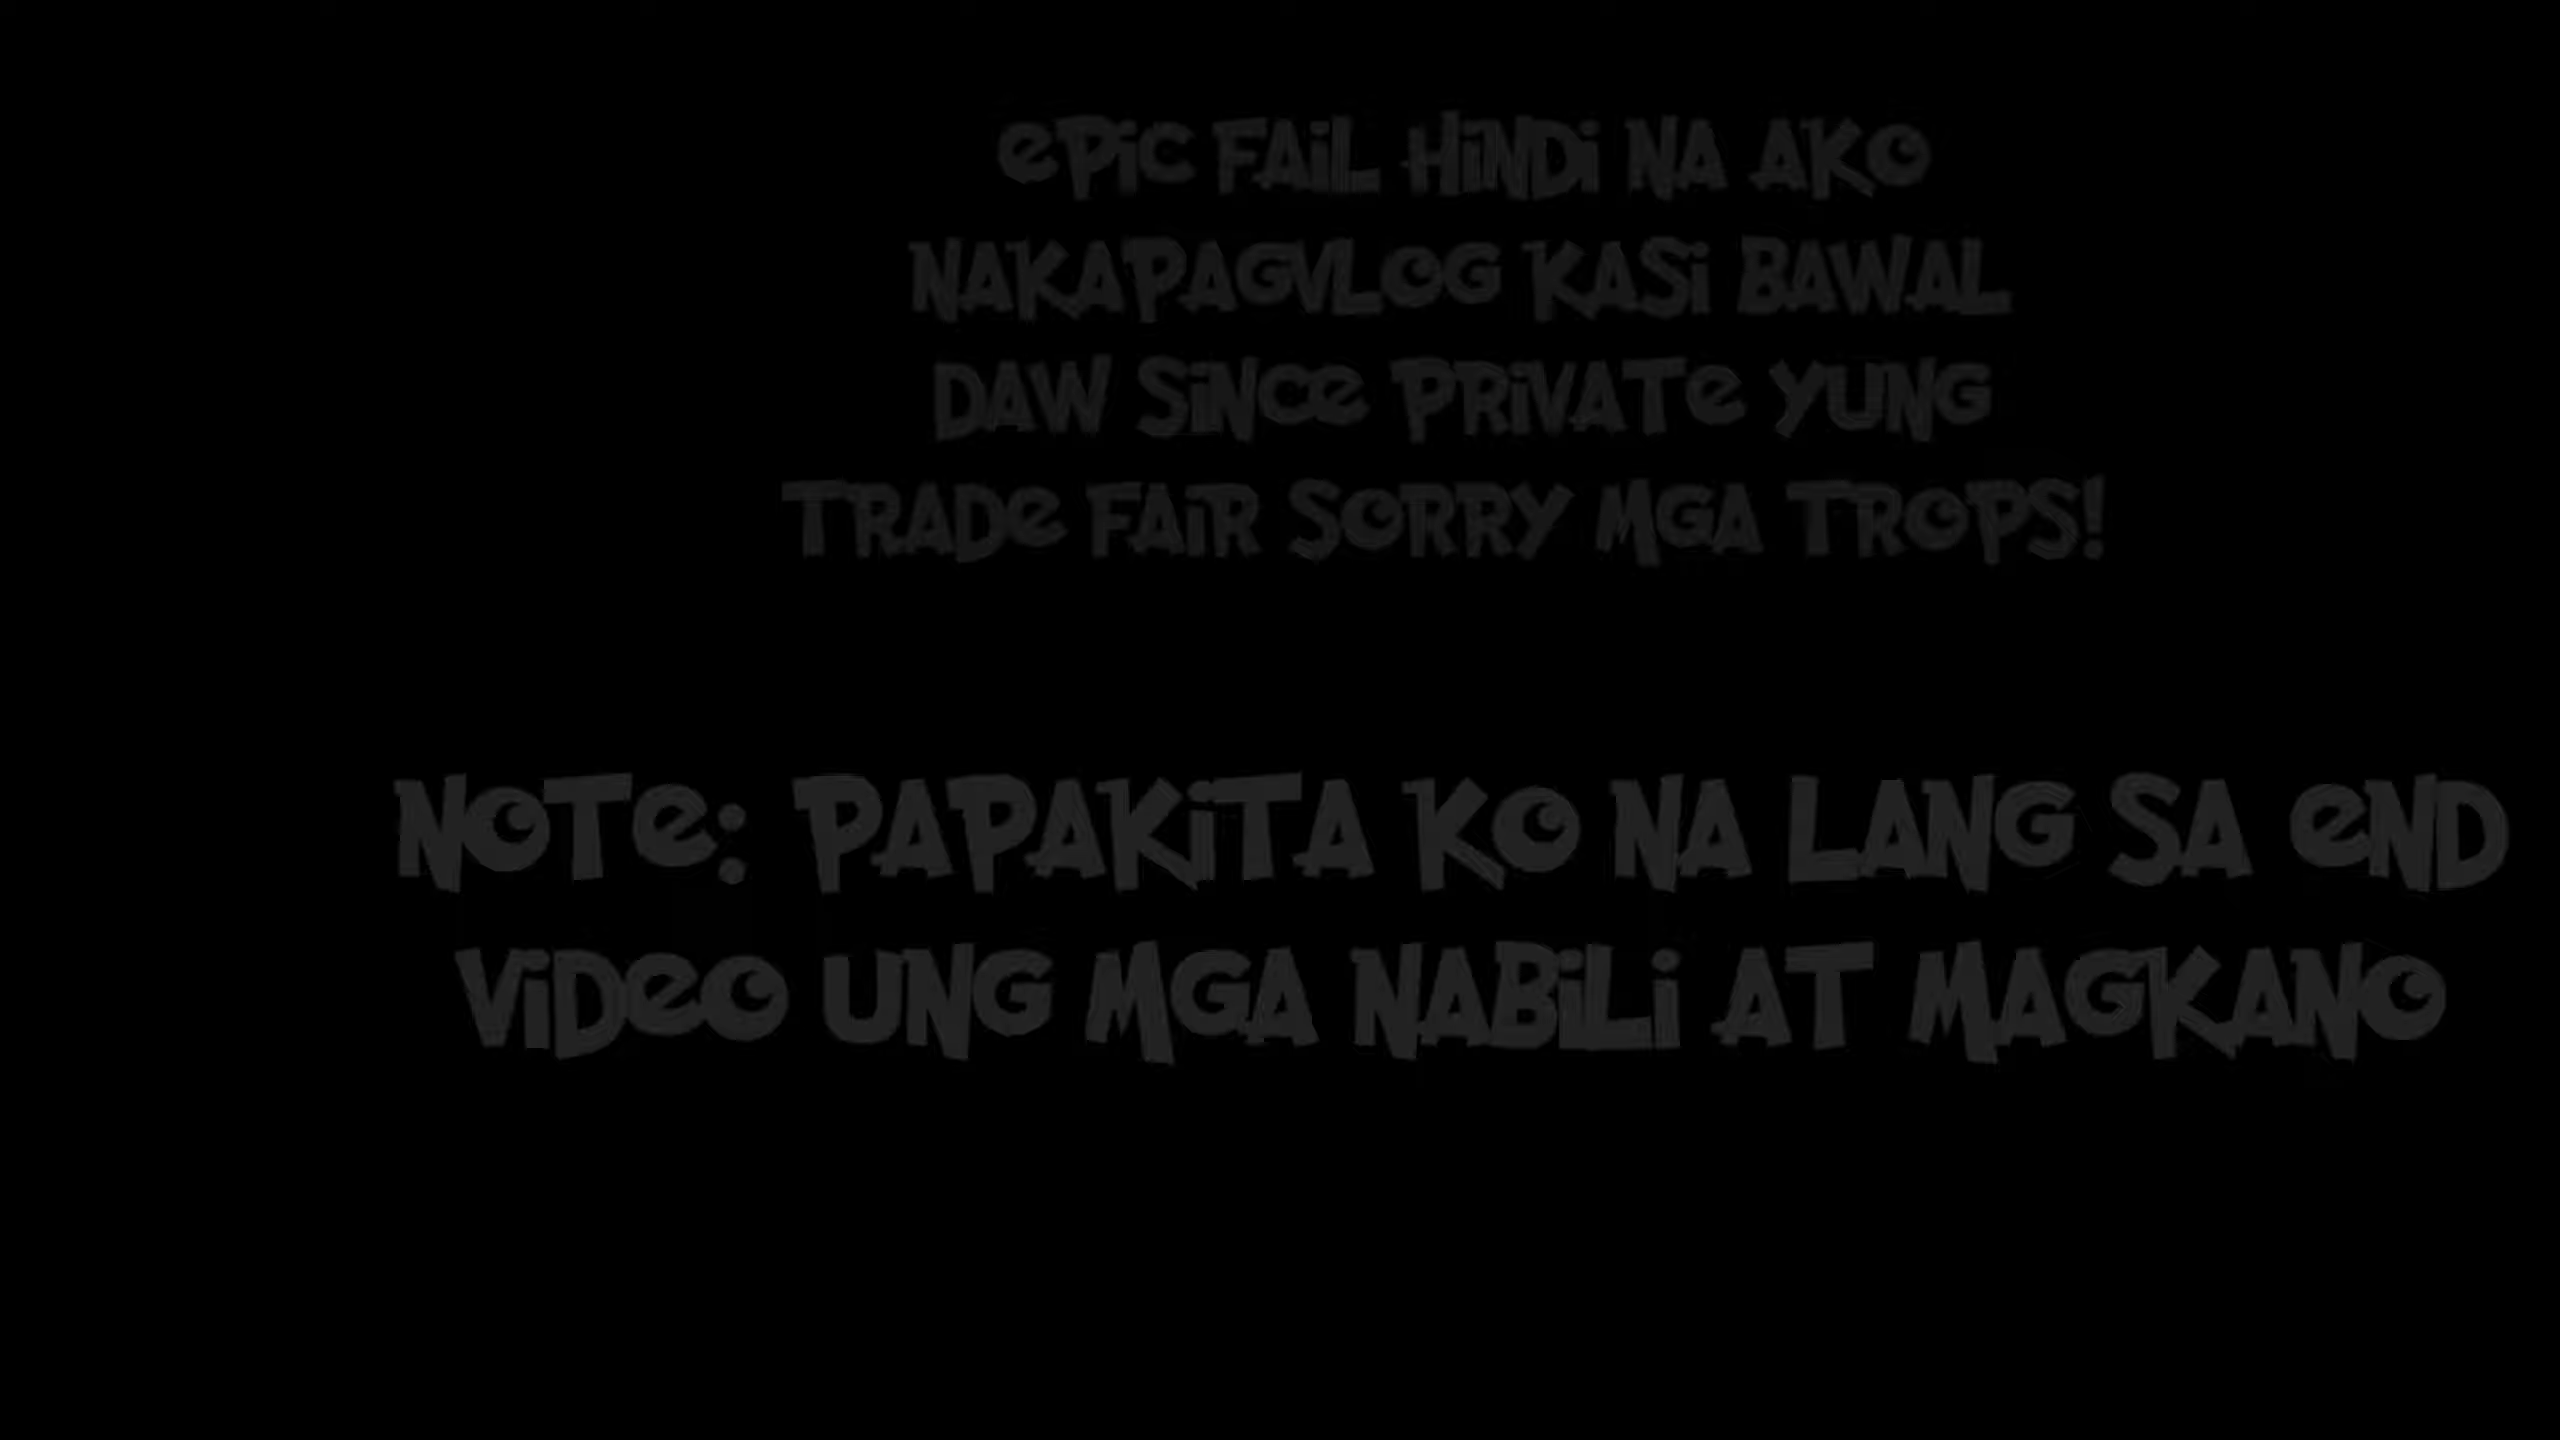 ePiC FAiL HiNDi NA AKO
NAKAPAGVLOG KASi BAWAL
DAW SiNce PRiVATe YUNG
TRADe FAiR SORRY MGA TROPS!
NOTe: PAPAKiTA KO NA LANG SA eND
ViDeO UNG MGA NABiLi AT MAGKANO